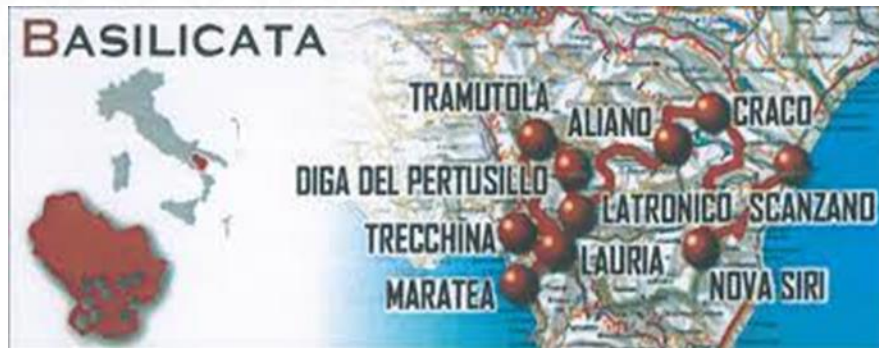 BASILICATA
TRAMUTOLA
ALIANO
CRACO
DIGA DEL PERTUSILLO
LATRONICO
SCANZANO
TRECCHINA
LAURIA
MARATEA
NOVA SIRI